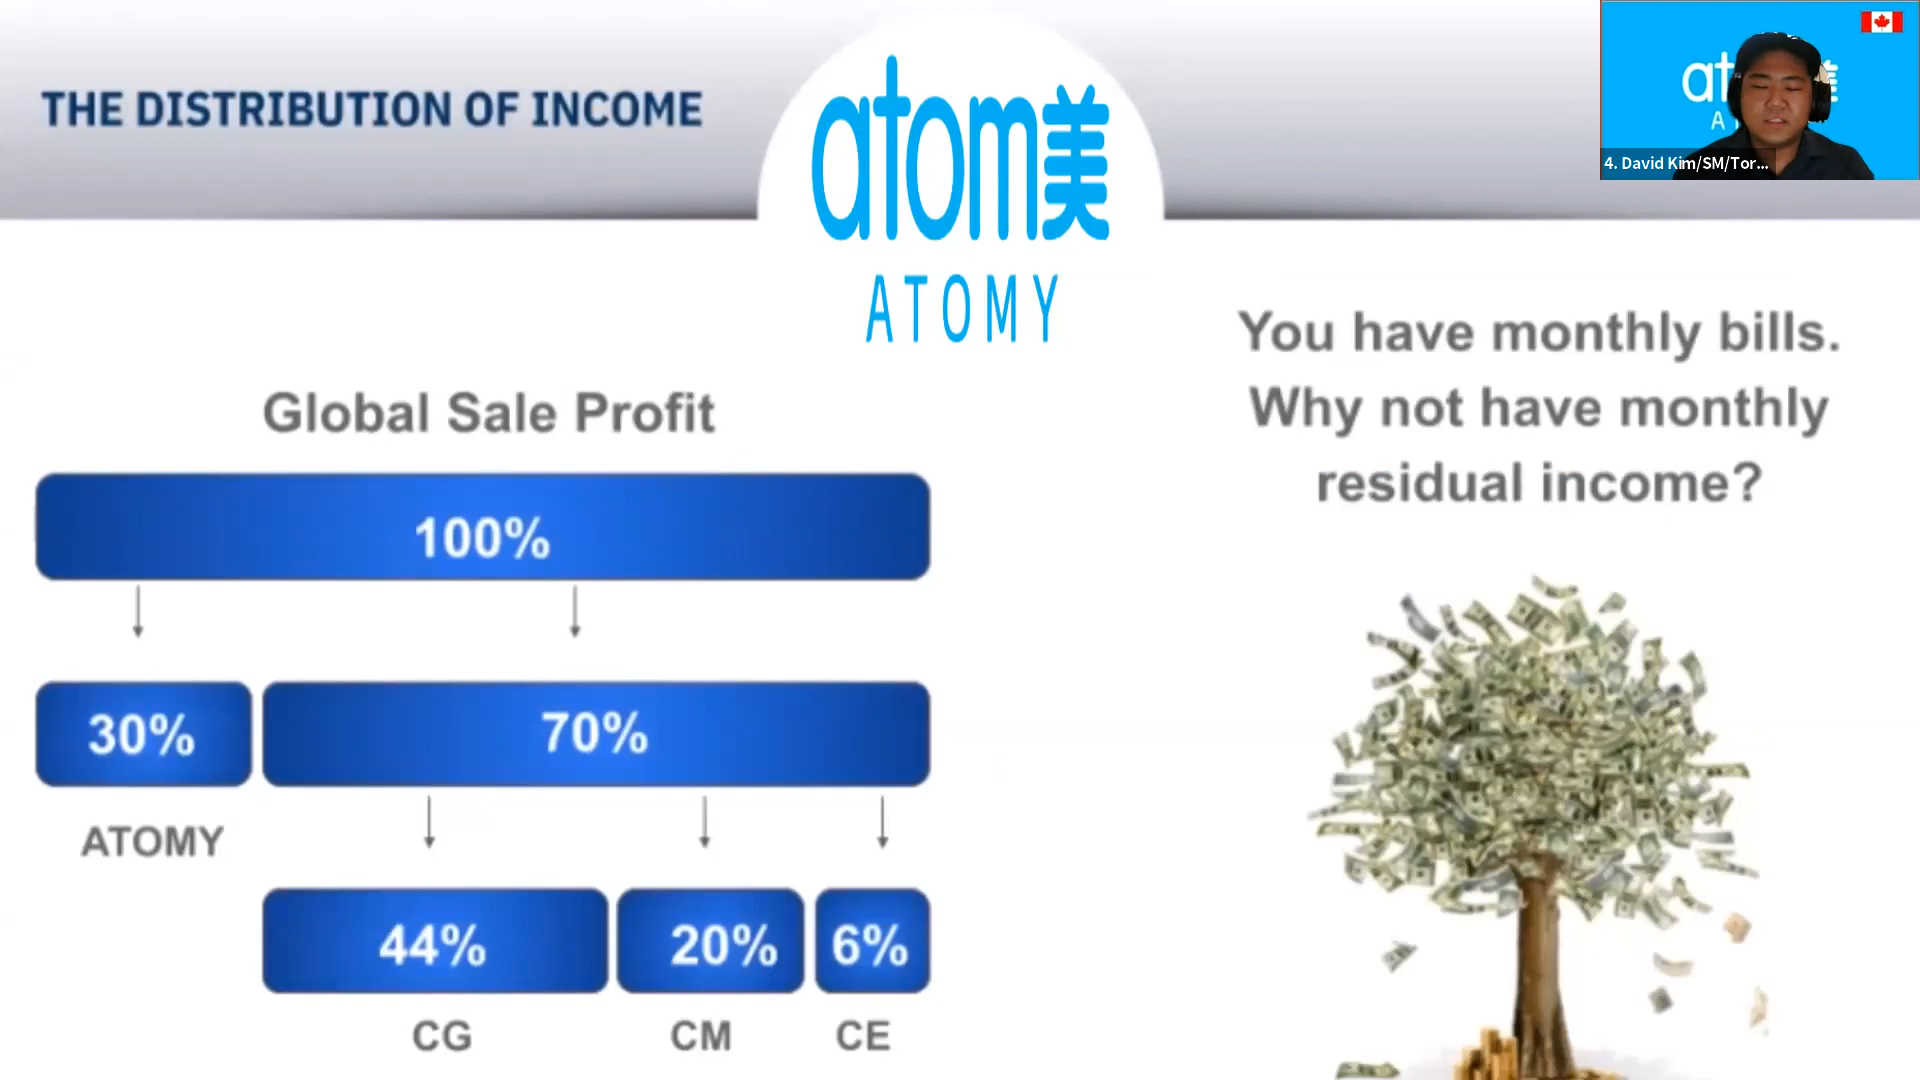 THE DISTRIBUTION OF INCOME
atom美
ATOMY
4. David Kim/SM/Tor...
You have monthly bills.
Why not have monthly
residual income?
Global Sale Profit
100%
30%
70%
ATOMY
44%
20%
6%
CG
CM
CE